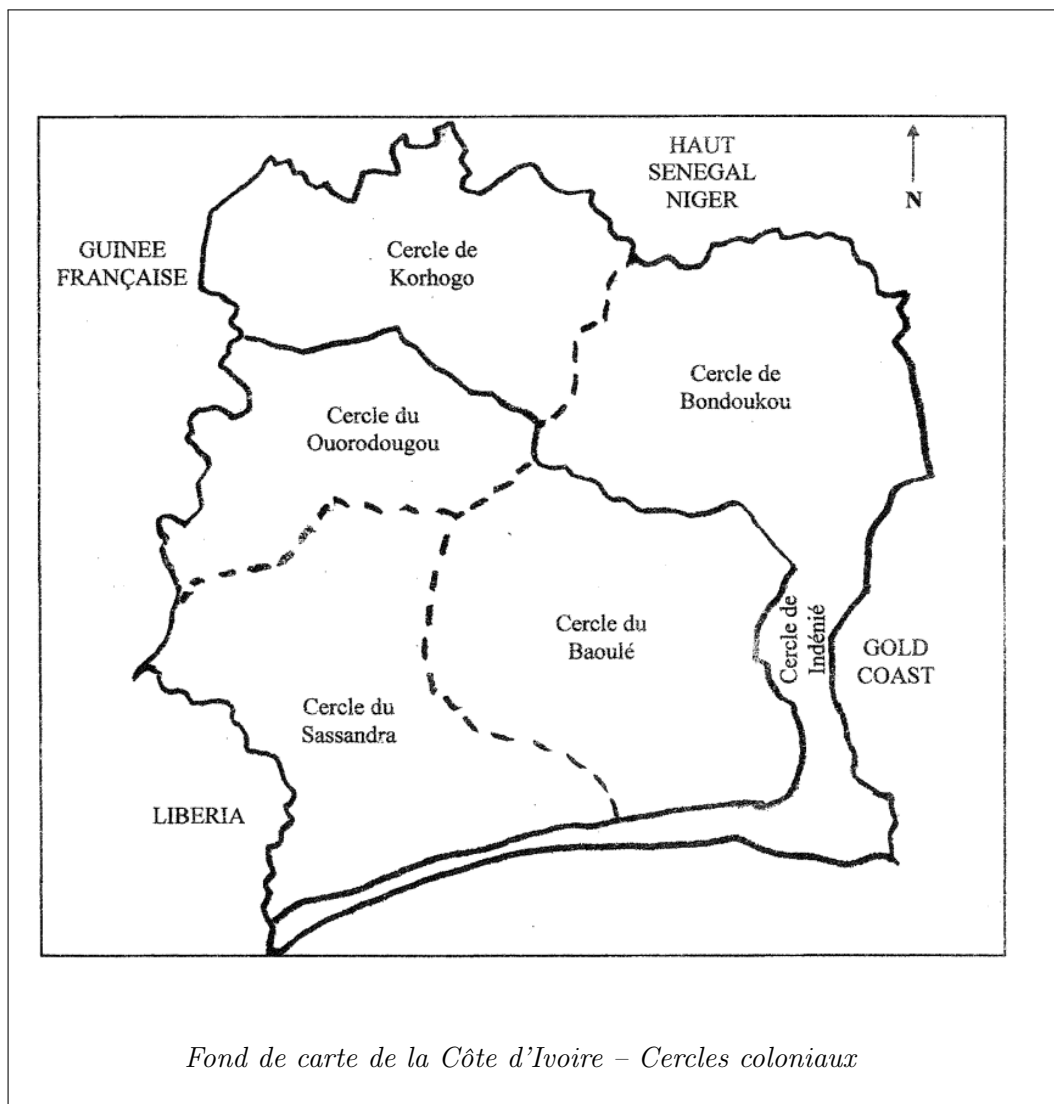 HAUT
SENEGAL
NIGER
N
GUINEE
FRANÇAISE
Cercle de
Korhogo
Cercle de
Bondoukou
Cercle du
Ouorodougou
Cercle du
Baoulé
Cercle de
Indénié
GOLD
COAST
Cercle du
Sassandra
LIBERIA
Fond de carte de la Côte d'Ivoire – Cercles coloniaux